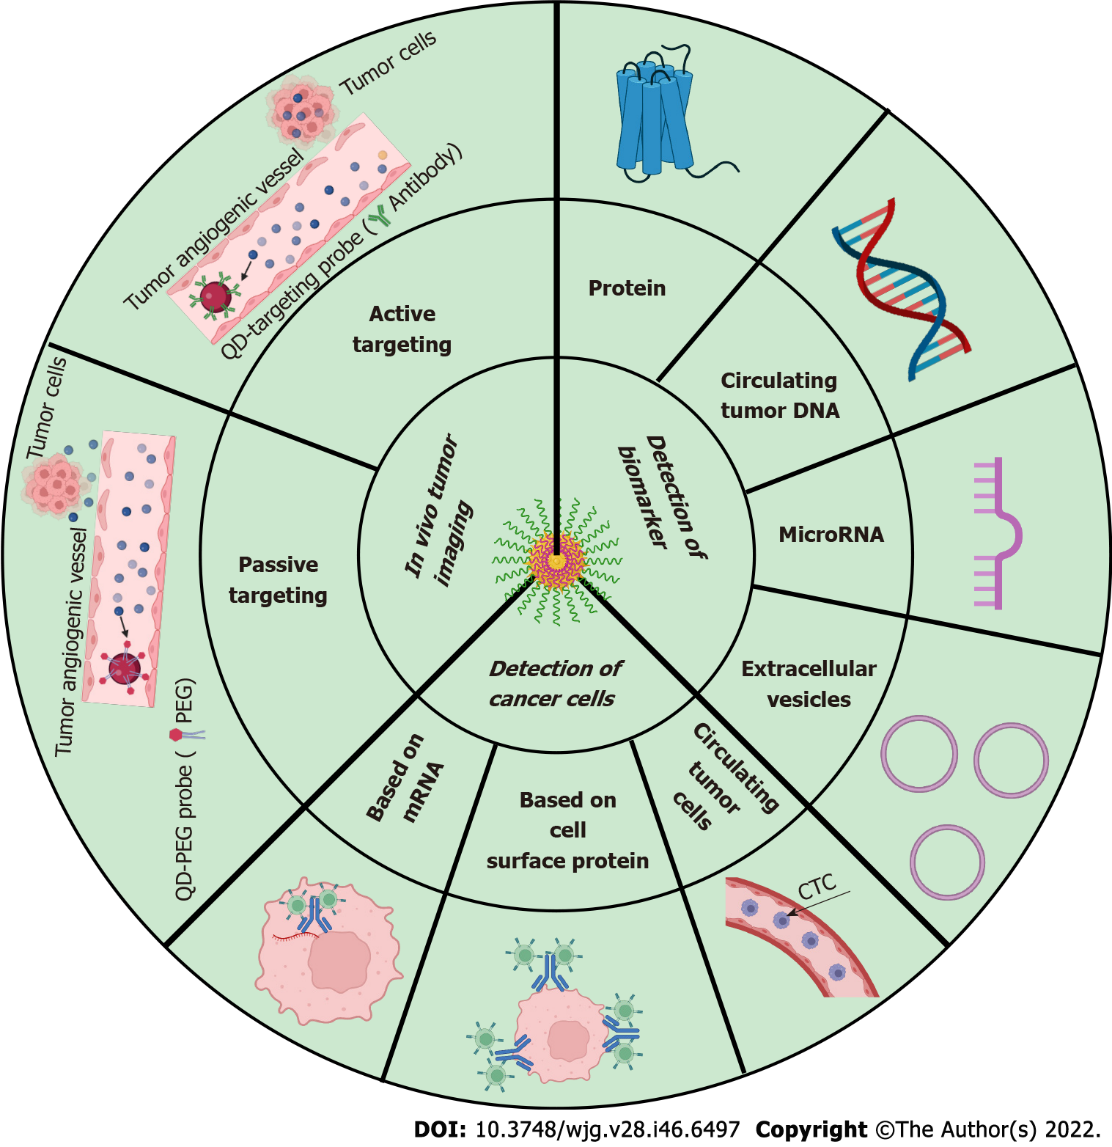 Tumor cells
Tumor angiogenic vessel
QD-targeting probe ( Antibody)
Active
targeting
Protein
Circulating
tumor DNA
MicroRNA
Extracellular
vesicles
In vivo tumor
imaging
Detection of
biomarker
Detection of
cancer cells
Tumor cells
Tumor angiogenic vessel
QD-PEG probe ( PEG)
Passive
targeting
Based on
mRNA
Based on
cell
surface protein
Circulating
tumor
cells
CTC
DOI: 10.3748/wjg.v28.i46.6497 Copyright ©The Author(s) 2022.